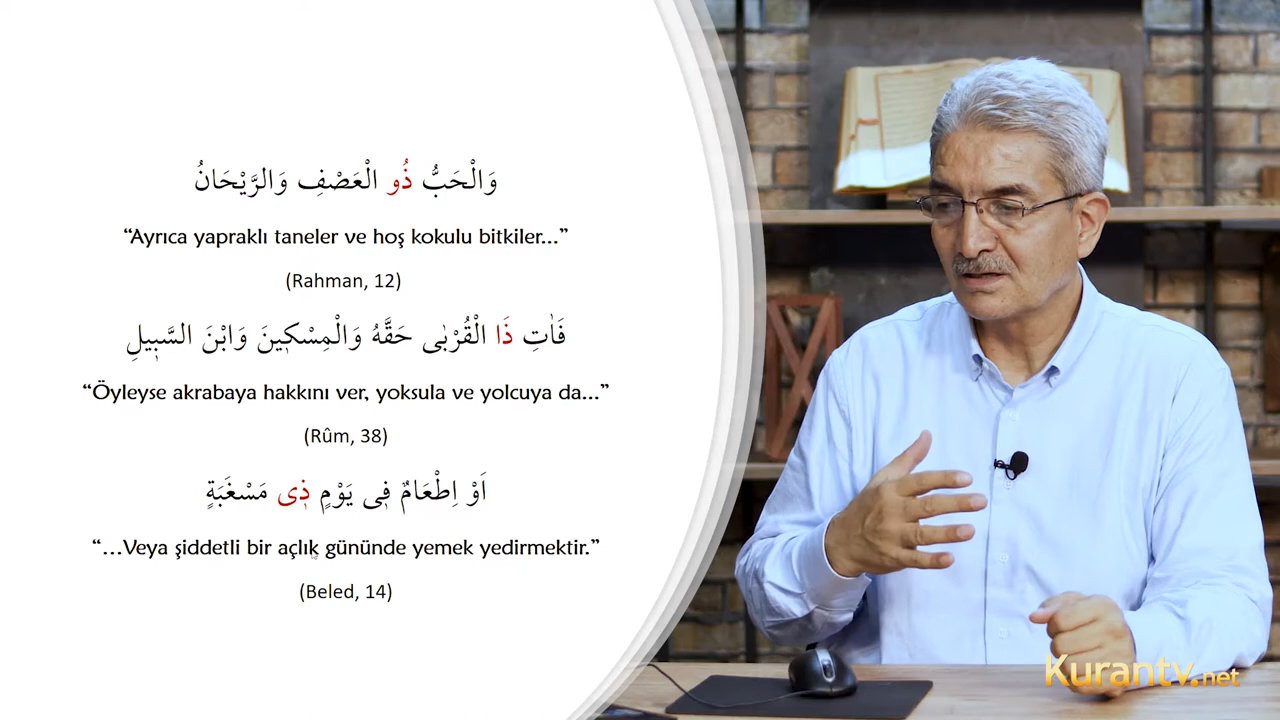 وَالْحَبُّ ذُو الْعَصْفِ وَالرَّيْحَانُ
“Ayrıca yapraklı taneler ve hoş kokulu bitkiler...”
(Rahman, 12)
فَاٰتِ ذَا الْقُرْبٰى حَقَّهُ وَالْمِسْك۪ينَ وَابْنَ السَّب۪يلِ
“Öyleyse akrabaya hakkını ver, yoksula ve yolcuya da...”
(Rûm, 38)
اَوْ اِطْعَامٌ ف۪ى يَوْمٍ ذ۪ى مَسْغَبَةٍ
“...Veya şiddetli bir açlık gününde yemek yedirmektir.”
(Beled, 14)
Kurantv.net